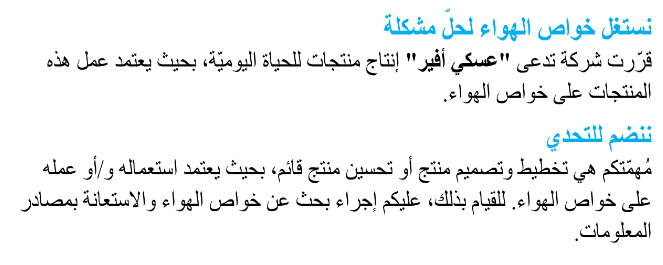 نستغل خواص الهواء لحلّ مشكلة
قرّرت شركة تدعى "عسكي أفير" إنتاج منتجات للحياة اليوميّة، بحيث يعتمد عمل هذه
المنتجات على خواص الهواء.
ننضم للتحدي
مُهمّتكم هي تخطيط وتصميم منتج أو تحسين منتج قائم، بحيث يعتمد استعماله و/أو عمله
على خواص الهواء. للقيام بذلك، عليكم إجراء بحث عن خواص الهواء والاستعانة بمصادر
المعلومات.